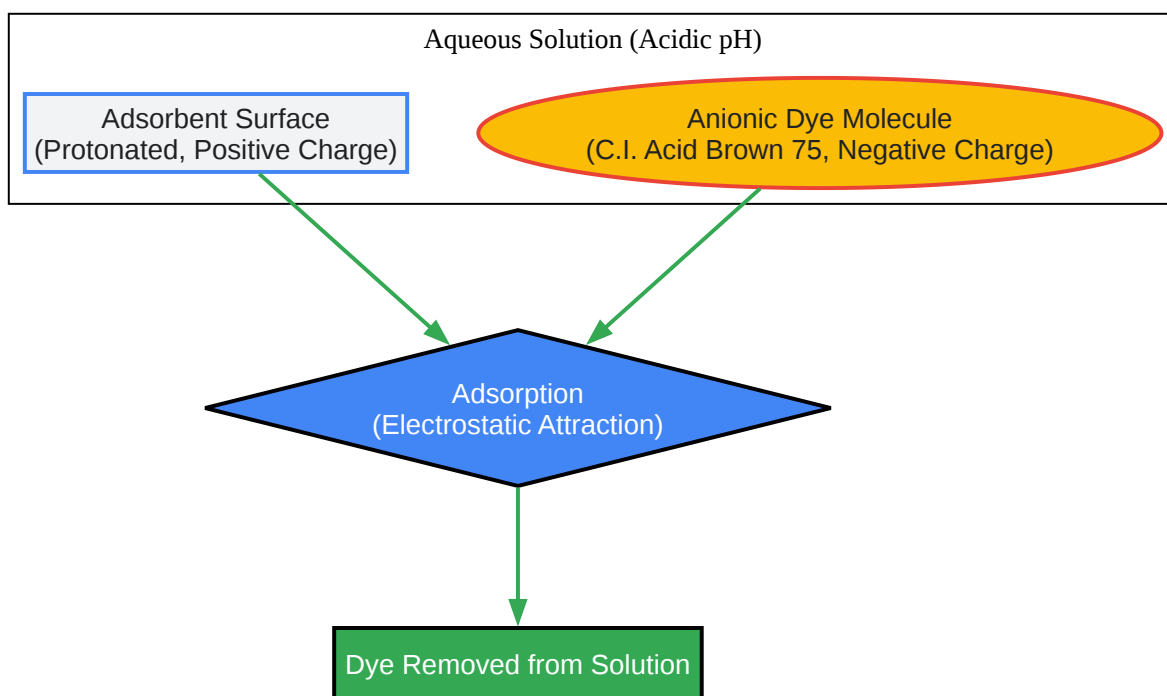 Aqueous Solution (Acidic pH)
Adsorbent Surface
(Protonated, Positive Charge)
Anionic Dye Molecule
(C.I. Acid Brown 75, Negative Charge)
Adsorption
(Electrostatic Attraction)
Dye Removed from Solution